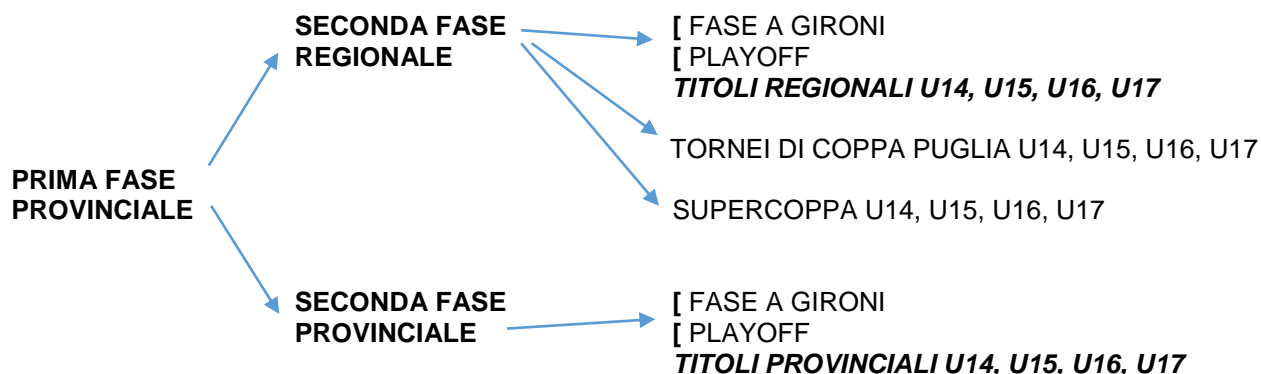 PRIMA FASE
PROVINCIALE
SECONDA FASE
REGIONALE
[ FASE A GIRONI
[ PLAYOFF
TITOLI REGIONALI U14, U15, U16, U17
TORNEI DI COPPA PUGLIA U14, U15, U16, U17
SUPERCOPPA U14, U15, U16, U17
SECONDA FASE
PROVINCIALE
[ FASE A GIRONI
[ PLAYOFF
TITOLI PROVINCIALI U14, U15, U16, U17